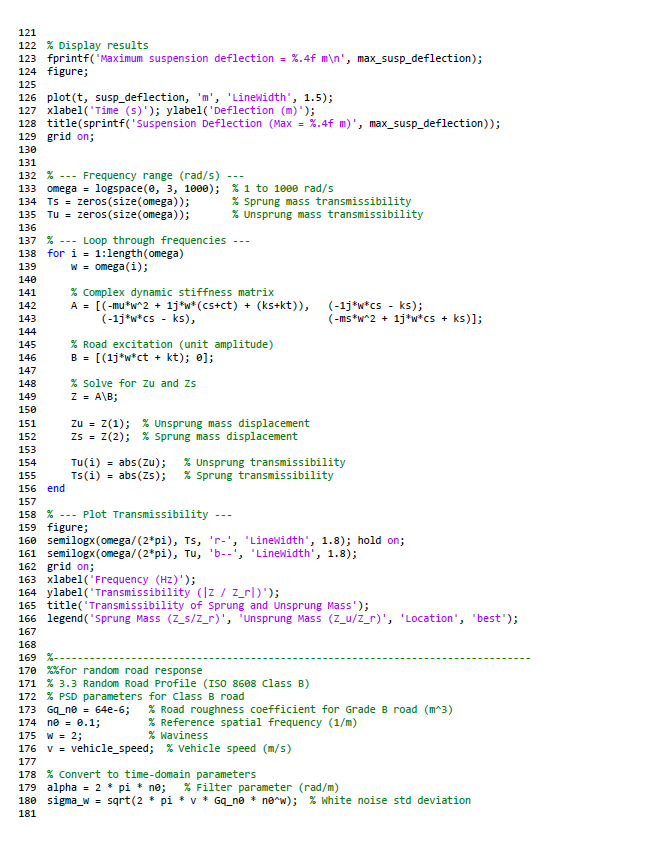 121
122 % Display results
123 fprintf('Maximum suspension deflection = %.4f m\n', max_susp_deflection);
124 figure;
125
126 plot(t, susp_deflection, 'm', 'LineWidth', 1.5);
127 xlabel('Time (s)'); ylabel('Deflection (m)');
128 title(sprintf('Suspension Deflection (Max = %.4f m)', max_susp_deflection));
129 grid on;
130
131
132 % --- Frequency range (rad/s) ---
133 omega = logspace(0, 3, 1000); % 1 to 1000 rad/s
134 Ts = zeros(size(omega)); % Sprung mass transmissibility
135 Tu = zeros(size(omega)); % Unsprung mass transmissibility
136
137 % --- Loop through frequencies ---
138 for i = 1:length(omega)
139 w = omega(i);
140
141 % Complex dynamic stiffness matrix
142 A = [(-mu*w^2 + 1j*w*(cs+ct) + (ks+kt)), (-1j*w*cs - ks);
143 (-1j*w*cs - ks), (-ms*w^2 + 1j*w*cs + ks)];
144
145 % Road excitation (unit amplitude)
146 B = [(1j*w*ct + kt); 0];
147
148 % Solve for Zu and Zs
149 Z = A\B;
150
151 Zu = Z(1); % Unsprung mass displacement
152 Zs = Z(2); % Sprung mass displacement
153
154 Tu(i) = abs(Zu); % Unsprung transmissibility
155 Ts(i) = abs(Zs); % Sprung transmissibility
156 end
157
158 % --- Plot Transmissibility ---
159 figure;
160 semilogx(omega/(2*pi), Ts, 'r-', 'LineWidth', 1.8); hold on;
161 semilogx(omega/(2*pi), Tu, 'b--', 'LineWidth', 1.8);
162 grid on;
163 xlabel('Frequency (Hz)');
164 ylabel('Transmissibility (|Z / Z_r|)');
165 title('Transmissibility of Sprung and Unsprung Mass');
166 legend('Sprung Mass (Z_s/Z_r)', 'Unsprung Mass (Z_u/Z_r)', 'Location', 'best');
167
168
169 %--------------------------------------------------------------------------------
170 %%for random road response
171 % 3.3 Random Road Profile (ISO 8608 Class B)
172 % PSD parameters for Class B road
173 Gq_n0 = 64e-6; % Road roughness coefficient for Grade B road (m^3)
174 n0 = 0.1; % Reference spatial frequency (1/m)
175 w = 2; % Waviness
176 v = vehicle_speed; % Vehicle speed (m/s)
177
178 % Convert to time-domain parameters
179 alpha = 2 * pi * n0; % Filter parameter (rad/m)
180 sigma_w = sqrt(2 * pi * v * Gq_n0 * n0^w); % White noise std deviation
181